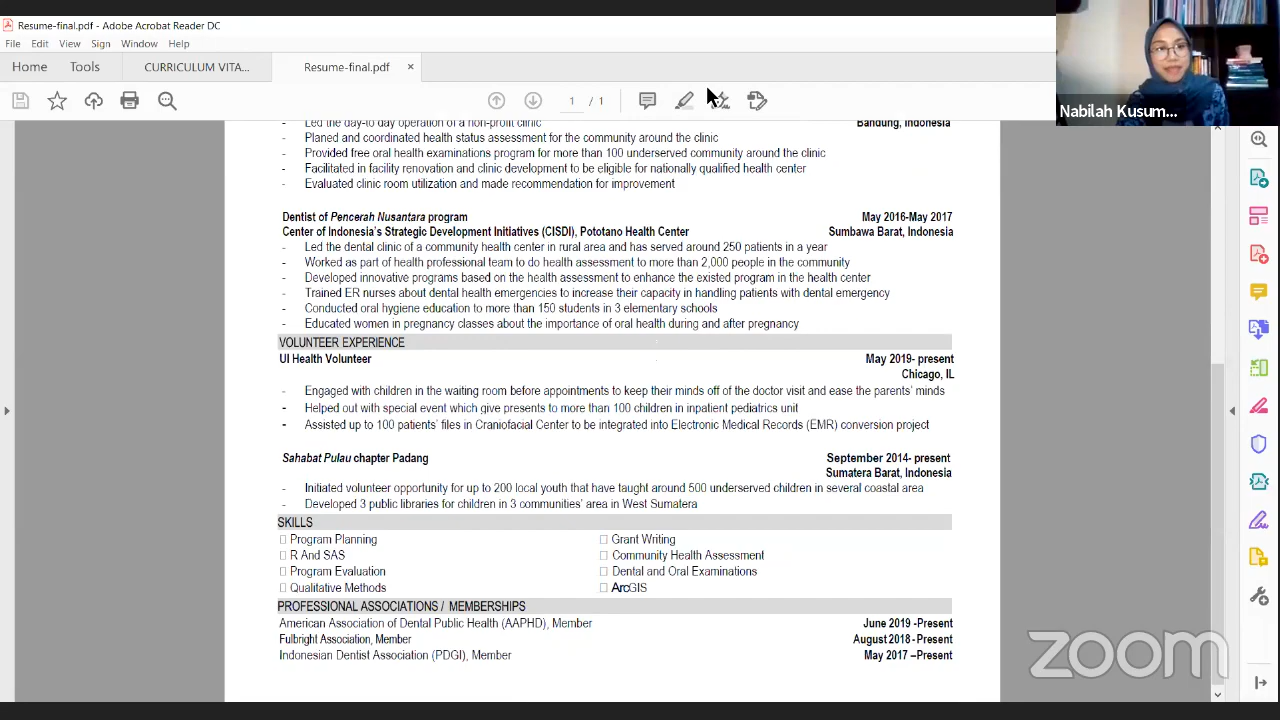 Resume-final.pdf - Adobe Acrobat Reader DC
File Edit View Sign Window Help
Home Tools CURRICULUM VITA... Resume-final.pdf ×
1 / 1
Nabilah Kusum...
- Led the day-to day operation of a non-profit clinic Bandung, Indonesia
- Planed and coordinated health status assessment for the community around the clinic
- Provided free oral health examinations program for more than 100 underserved community around the clinic
- Facilitated in facility renovation and clinic development to be eligible for nationally qualified health center
- Evaluated clinic room utilization and made recommendation for improvement
Dentist of Pencerah Nusantara program May 2016-May 2017
Center of Indonesia's Strategic Development Initiatives (CISDI), Pototano Health Center Sumbawa Barat, Indonesia
- Led the dental clinic of a community health center in rural area and has served around 250 patients in a year
- Worked as part of health professional team to do health assessment to more than 2,000 people in the community
- Developed innovative programs based on the health assessment to enhance the existed program in the health center
- Trained ER nurses about dental health emergencies to increase their capacity in handling patients with dental emergency
- Conducted oral hygiene education to more than 150 students in 3 elementary schools
- Educated women in pregnancy classes about the importance of oral health during and after pregnancy
VOLUNTEER EXPERIENCE
UI Health Volunteer May 2019- present
Chicago, IL
- Engaged with children in the waiting room before appointments to keep their minds off of the doctor visit and ease the parents' minds
- Helped out with special event which give presents to more than 100 children in inpatient pediatrics unit
- Assisted up to 100 patients' files in Craniofacial Center to be integrated into Electronic Medical Records (EMR) conversion project
Sahabat Pulau chapter Padang September 2014- present
Sumatera Barat, Indonesia
- Initiated volunteer opportunity for up to 200 local youth that have taught around 500 underserved children in several coastal area
- Developed 3 public libraries for children in 3 communities' area in West Sumatera
SKILLS
Program Planning Grant Writing
R And SAS Community Health Assessment
Program Evaluation Dental and Oral Examinations
Qualitative Methods ArcGIS
PROFESSIONAL ASSOCIATIONS / MEMBERSHIPS
American Association of Dental Public Health (AAPHD), Member June 2019 -Present
Fulbright Association, Member August 2018 - Present
Indonesian Dentist Association (PDGI), Member May 2017 –Present
zoom